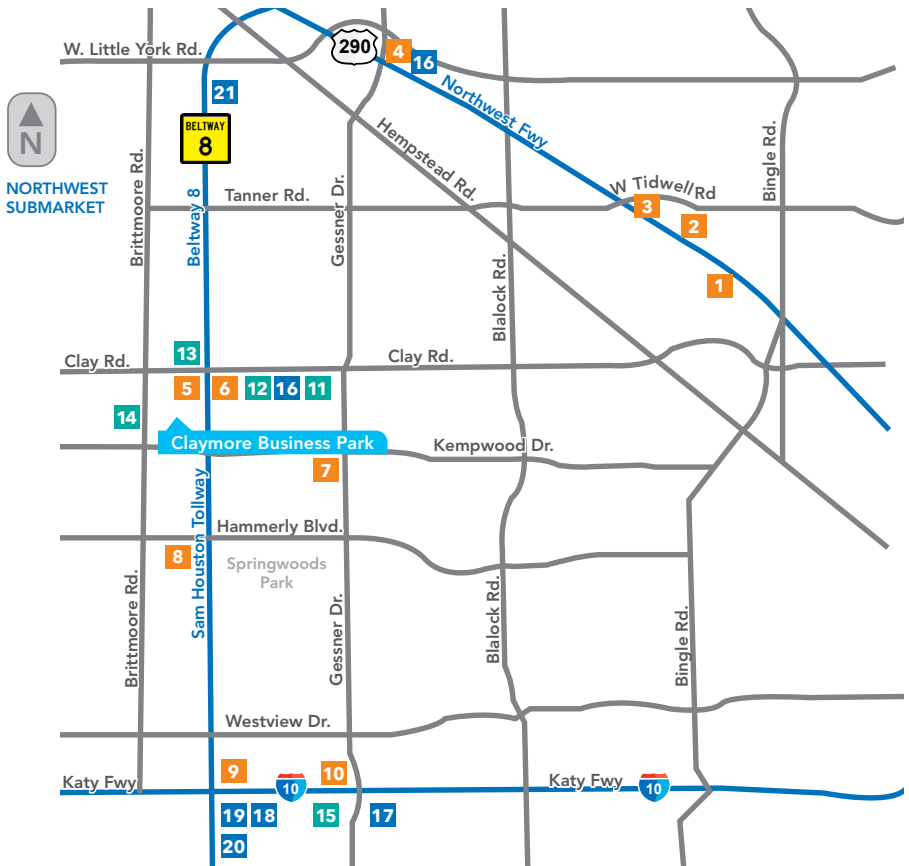 W. Little York Rd.
290
4
16
21
Northwest Fwy
BELTWAY
8
N
NORTHWEST
SUBMARKET
Hempstead Rd.
Bingle Rd.
Brittmoore Rd.
Beltway 8
Tanner Rd.
Gessner Dr.
W Tidwell Rd
3
2
1
Blalock Rd.
13
Clay Rd.
Clay Rd.
5
6
12
16
11
14
Claymore Business Park
Kempwood Dr.
7
Sam Houston Tollway
Hammerly Blvd.
8
Springwoods
Park
Brittmoore Rd.
Gessner Dr.
Blalock Rd.
Bingle Rd.
Westview Dr.
9
10
Katy Fwy
10
Katy Fwy
10
19
18
15
17
20